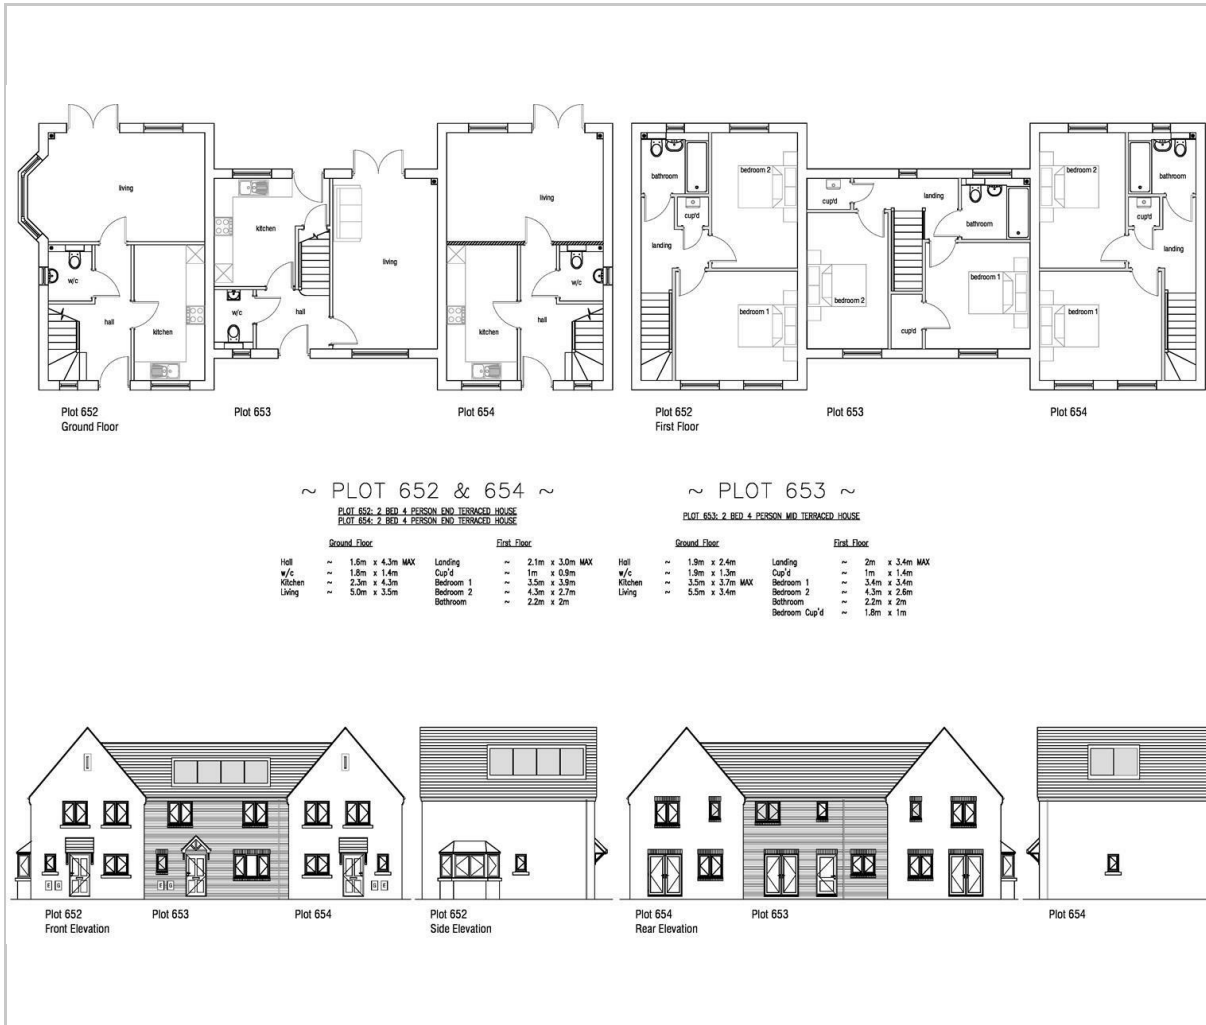 living
w/c
hall
kitchen
kitchen
w/c
hall
living
living
kitchen
hall
w/c
Plot 652
Ground Floor
Plot 653
Plot 654
bathroom
bedroom 2
cup'd
landing
bedroom 1
cup'd
landing
bathroom
bedroom 2
bedroom 1
cup'd
bedroom 2
bathroom
cup'd
landing
bedroom 1
Plot 652
First Floor
Plot 653
Plot 654
~ PLOT 652 & 654 ~
PLOT 652: 2 BED 4 PERSON END TERRACED HOUSE
PLOT 654: 2 BED 4 PERSON END TERRACED HOUSE
Ground Floor
Hall ~ 1.6m x 4.3m MAX
w/c ~ 1.8m x 1.4m
Kitchen ~ 2.3m x 4.3m
Living ~ 5.0m x 3.5m
First Floor
Landing ~ 2.1m x 3.0m MAX
Cup'd ~ 1m x 0.9m
Bedroom 1 ~ 3.5m x 3.9m
Bedroom 2 ~ 4.3m x 2.7m
Bathroom ~ 2.2m x 2m
~ PLOT 653 ~
PLOT 653: 2 BED 4 PERSON MID TERRACED HOUSE
Ground Floor
Hall ~ 1.9m x 2.4m
w/c ~ 1.9m x 1.3m
Kitchen ~ 3.5m x 3.7m MAX
Living ~ 5.5m x 3.4m
First Floor
Landing ~ 2m x 3.4m MAX
Cup'd ~ 1m x 1.4m
Bedroom 1 ~ 3.4m x 3.4m
Bedroom 2 ~ 4.3m x 2.6m
Bathroom ~ 2.2m x 2m
Bedroom Cup'd ~ 1.8m x 1m
Plot 652
Front Elevation
Plot 653
Plot 654
Plot 652
Side Elevation
Plot 654
Rear Elevation
Plot 653
Plot 654